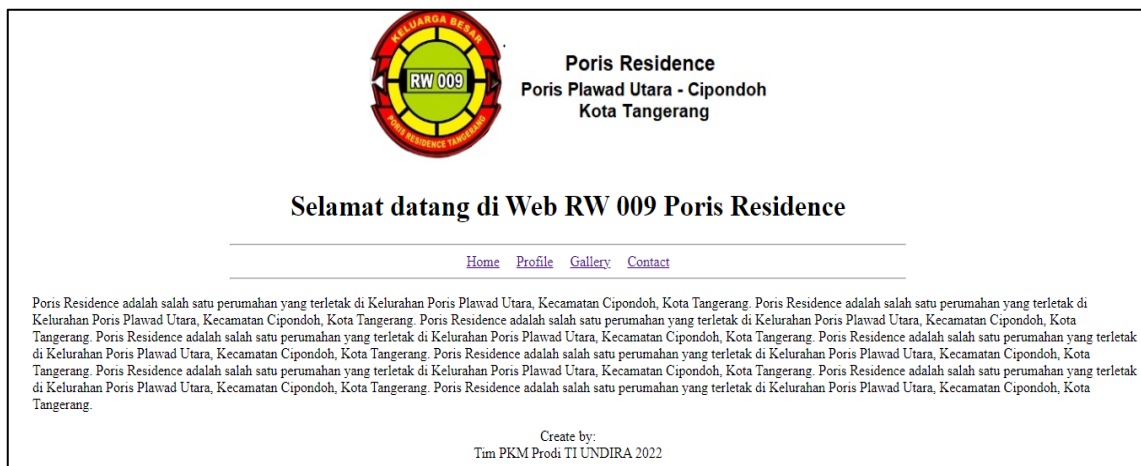 KELUARGA BESAR
RW 009
PORIS RESIDENCE TANGERANG
Poris Residence
Poris Plawad Utara - Cipondoh
Kota Tangerang
Selamat datang di Web RW 009 Poris Residence
Home Profile Gallery Contact
Poris Residence adalah salah satu perumahan yang terletak di Kelurahan Poris Plawad Utara, Kecamatan Cipondoh, Kota Tangerang. Poris Residence adalah salah satu perumahan yang terletak di
Kelurahan Poris Plawad Utara, Kecamatan Cipondoh, Kota Tangerang. Poris Residence adalah salah satu perumahan yang terletak di Kelurahan Poris Plawad Utara, Kecamatan Cipondoh, Kota
Tangerang. Poris Residence adalah salah satu perumahan yang terletak di Kelurahan Poris Plawad Utara, Kecamatan Cipondoh, Kota Tangerang. Poris Residence adalah salah satu perumahan yang terletak
di Kelurahan Poris Plawad Utara, Kecamatan Cipondoh, Kota Tangerang. Poris Residence adalah salah satu perumahan yang terletak di Kelurahan Poris Plawad Utara, Kecamatan Cipondoh, Kota
Tangerang. Poris Residence adalah salah satu perumahan yang terletak di Kelurahan Poris Plawad Utara, Kecamatan Cipondoh, Kota Tangerang. Poris Residence adalah salah satu perumahan yang terletak
di Kelurahan Poris Plawad Utara, Kecamatan Cipondoh, Kota Tangerang. Poris Residence adalah salah satu perumahan yang terletak di Kelurahan Poris Plawad Utara, Kecamatan Cipondoh, Kota
Tangerang.
Create by:
Tim PKM Prodi TI UNDIRA 2022